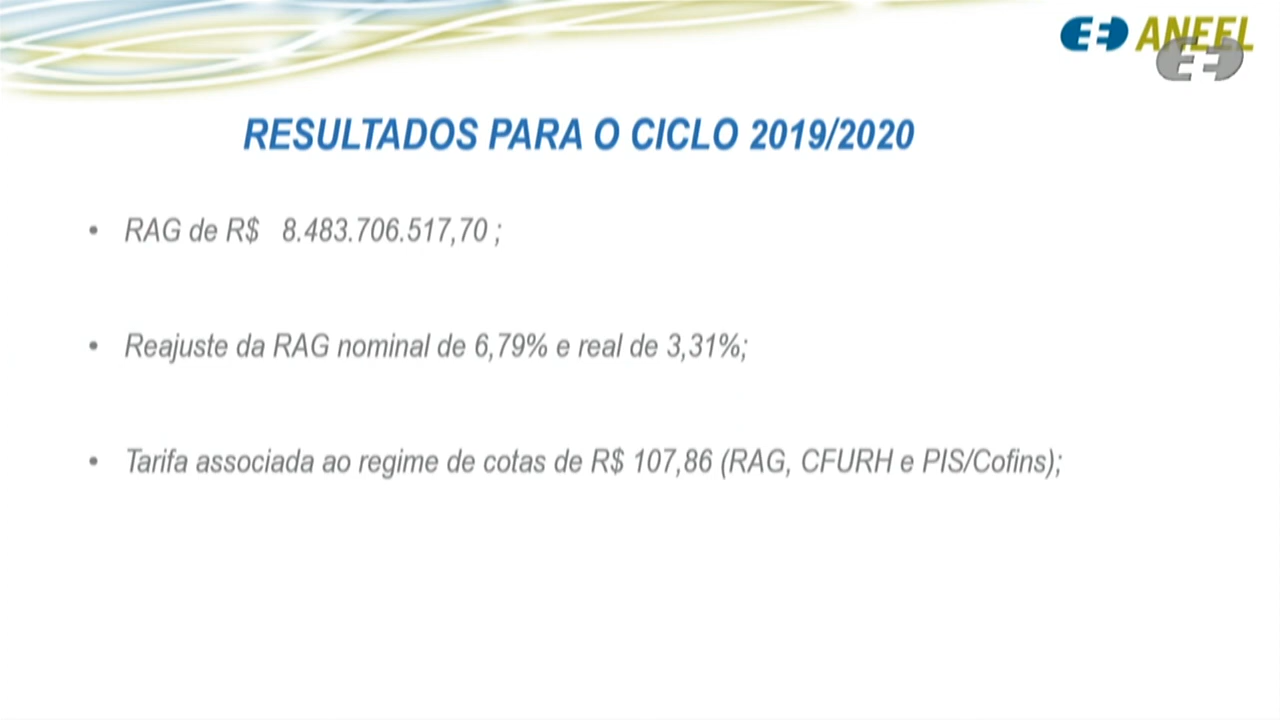 ANEEL
RESULTADOS PARA O CICLO 2019/2020
• RAG de R$ 8.483.706.517,70 ;
• Reajuste da RAG nominal de 6,79% e real de 3,31%;
• Tarifa associada ao regime de cotas de R$ 107,86 (RAG, CFURH e PIS/Cofins);